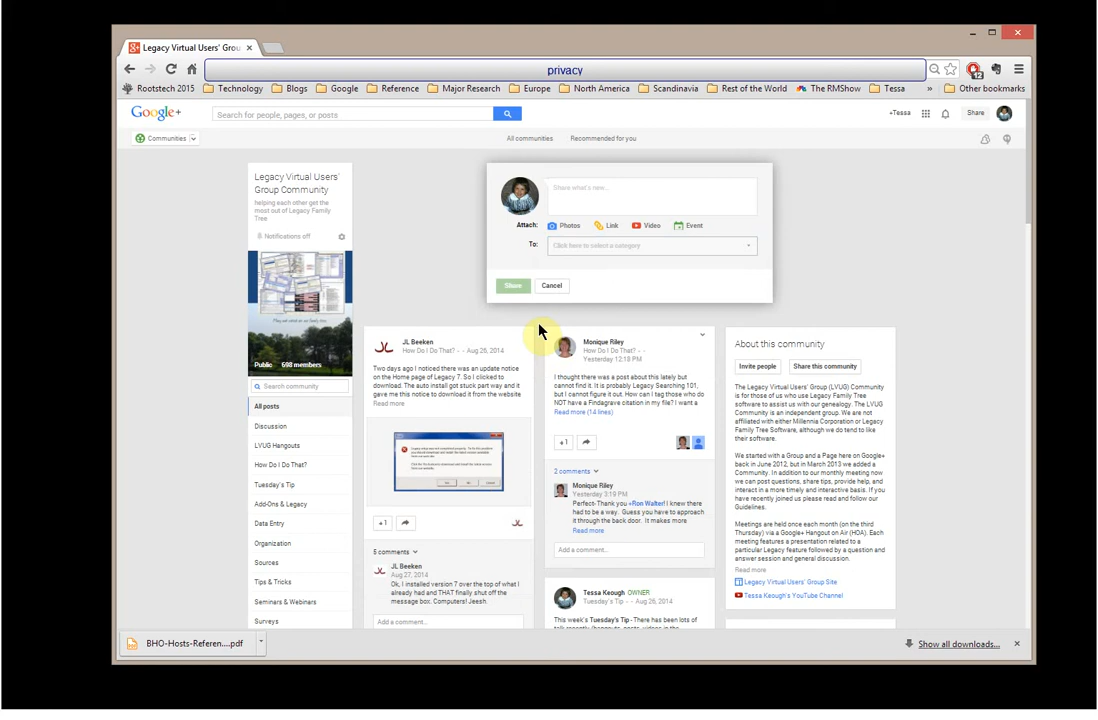 Legacy Virtual Users' Grou
privacy
12
Rootstech 2015 Technology Blogs Google Reference Major Research Europe North America Scandinavia Rest of the World The RMShow Tessa » Other bookmarks
Google+ Search for people, pages, or posts +Tessa Share
Communities All communities Recommended for you
Legacy Virtual Users'
Group Community
helping each other get the
most out of Legacy Family
Tree
Notifications off
Public 698 members
Search community
All posts
Discussion
LVUG Hangouts
How Do I Do That?
Tuesday's Tip
Add-Ons & Legacy
Data Entry
Organization
Sources
Tips & Tricks
Seminars & Webinars
Surveys
Share what's new...
Attach: Photos Link Video Event
To: Click here to select a category
Share Cancel
JL Beeken
How Do I Do That? - - Aug 26, 2014
Two days ago I noticed there was an update notice
on the Home page of Legacy 7. So I clicked to
download. The auto install got stuck part way and it
gave me this notice to download it from the website
Read more
+1
5 comments
JL Beeken
Aug 27, 2014
Ok, I installed version 7 over the top of what I
already had and THAT finally shut off the
message box. Computers! Jeesh.
Add a comment...
Monique Riley
How Do I Do That? - -
Yesterday 12:18 PM
I thought there was a post about this lately but
cannot find it. It is probably Legacy Searching 101,
but I cannot figure it out. How can I tag those who
do NOT have a Findagrave citation in my file? I want a
Read more (14 lines)
+1
2 comments
Monique Riley
Yesterday 3:19 PM
Perfect- Thank you +Ron Walter! I knew there
had to be a way. Guess you have to approach
it through the back door. It makes more
Read more
Add a comment...
Tessa Keough OWNER
Tuesday's Tip - - Aug 26, 2014
This week's Tuesday's Tip - There has been lots of
About this community
Invite people Share this community
The Legacy Virtual Users' Group (LVUG) Community
is for those of us who use Legacy Family Tree
software to assist us with our genealogy. The LVUG
Community is an independent group. We are not
affiliated with either Millennia Corporation or Legacy
Family Tree Software, although we do tend to like
their software.
We started with a Group and a Page here on Google+
back in June 2012, but in March 2013 we added a
Community. In addition to our monthly meeting now
we can post questions, share tips, provide help, and
interact in a more timely and interactive basis. If you
have recently joined us please read and follow our
Guidelines.
Meetings are held once each month (on the third
Thursday) via a Google+ Hangout on Air (HOA). Each
meeting features a presentation related to a
particular Legacy feature followed by a question and
answer session and general discussion.
Read more
Legacy Virtual Users' Group Site
Tessa Keough's YouTube Channel
BHO-Hosts-Referen....pdf Show all downloads...